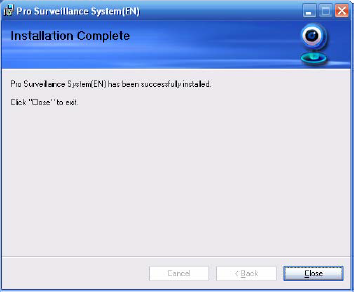 Pro Surveillance System(EN)
Installation Complete
Pro Surveillance System(EN) has been successfully installed.
Click "Close" to exit.
Cancel
< Back
Close